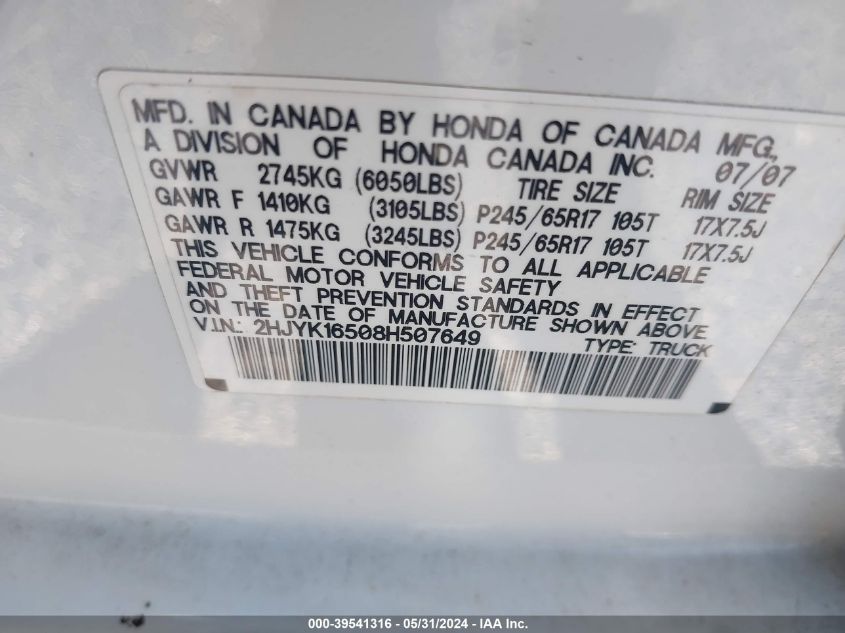 MFD. IN CANADA BY HONDA OF CANADA MFG.,
A DIVISION OF HONDA CANADA INC. 07/07
GVWR 2745KG (6050LBS) TIRE SIZE RIM SIZE
GAWR F 1410KG (3105LBS) P245/65R17 105T 17X7.5J
GAWR R 1475KG (3245LBS) P245/65R17 105T 17X7.5J
THIS VEHICLE CONFORMS TO ALL APPLICABLE
FEDERAL MOTOR VEHICLE SAFETY
AND THEFT PREVENTION STANDARDS IN EFFECT
ON THE DATE OF MANUFACTURE SHOWN ABOVE
V.I.N.: 2HJYK16508H507649 TYPE: TRUCK
000-39541316 - 05/31/2024 - IAA Inc.